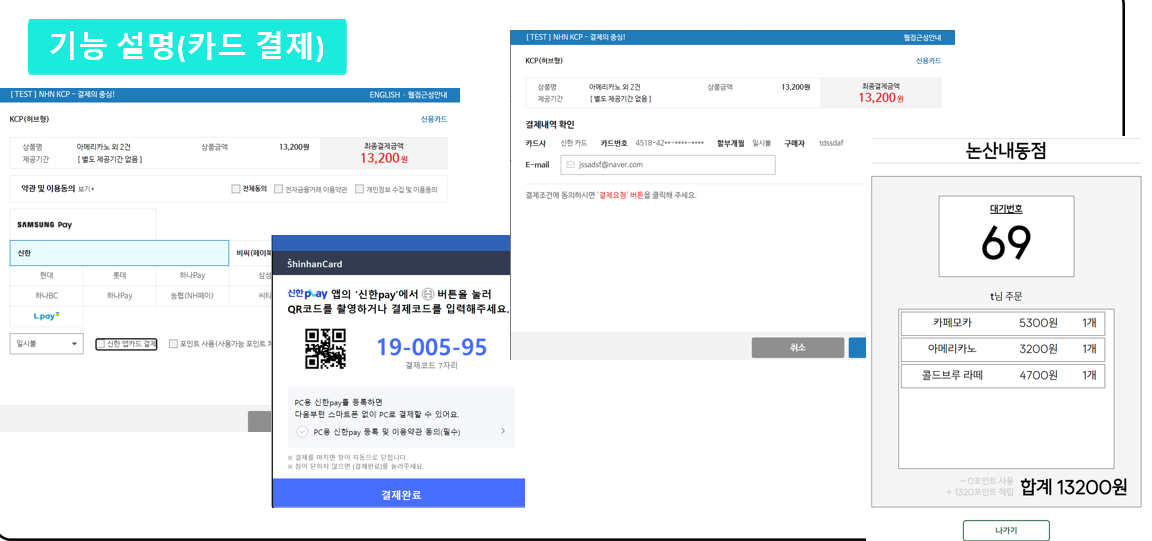 기능 설명(카드 결제)
[TEST] NHN KCP - 결제의 중심!
ENGLISH · 웹접근성안내
KCP(허브형)
신용카드
상품명 아메리카노 외 2건 상품금액 13,200원
제공기간 [ 별도 제공기간 없음 ]
최종결제금액
13,200원
약관 및 이용동의 보기
전체동의 전자금융거래 이용약관 개인정보 수집 및 이용동의
SAMSUNG Pay
신한
현대 롯데 하나Pay
하나BC 하나Pay 농협(NH페이)
L.pay
일시불 신한 앱카드 결제
ShinhanCard
신한pay 앱의 '신한pay'에서 버튼을 눌러
QR코드를 촬영하거나 결제코드를 입력해주세요.
19-005-95
결제코드 7자리
PC용 신한pay를 등록하면
다음부턴 스마트폰 없이 PC로 결제할 수 있어요.
PC용 신한pay 등록 및 이용약관 동의(필수)
※ 결제를 마치면 창이 자동으로 닫힙니다.
※ 창이 닫히지 않으면 [결제완료]를 눌러주세요.
결제완료
[TEST] NHN KCP - 결제의 중심!
웹접근성안내
KCP(허브형)
신용카드
상품명 아메리카노 외 2건 상품금액 13,200원
제공기간 [ 별도 제공기간 없음 ]
최종결제금액
13,200원
결제내역 확인
카드사 신한 카드 카드번호 4518-42**-****-**** 할부개월 일시불 구매자 tdssdaf
E-mail jssadsf@naver.com
결제조건에 동의하시면 '결제요청' 버튼을 클릭해 주세요.
취소
논산내동점
대기번호
69
t님 주문
카페모카 5300원 1개
아메리카노 3200원 1개
콜드브루 라떼 4700원 1개
- 0포인트 사용
+ 1320포인트 적립
합계 13200원
나가기